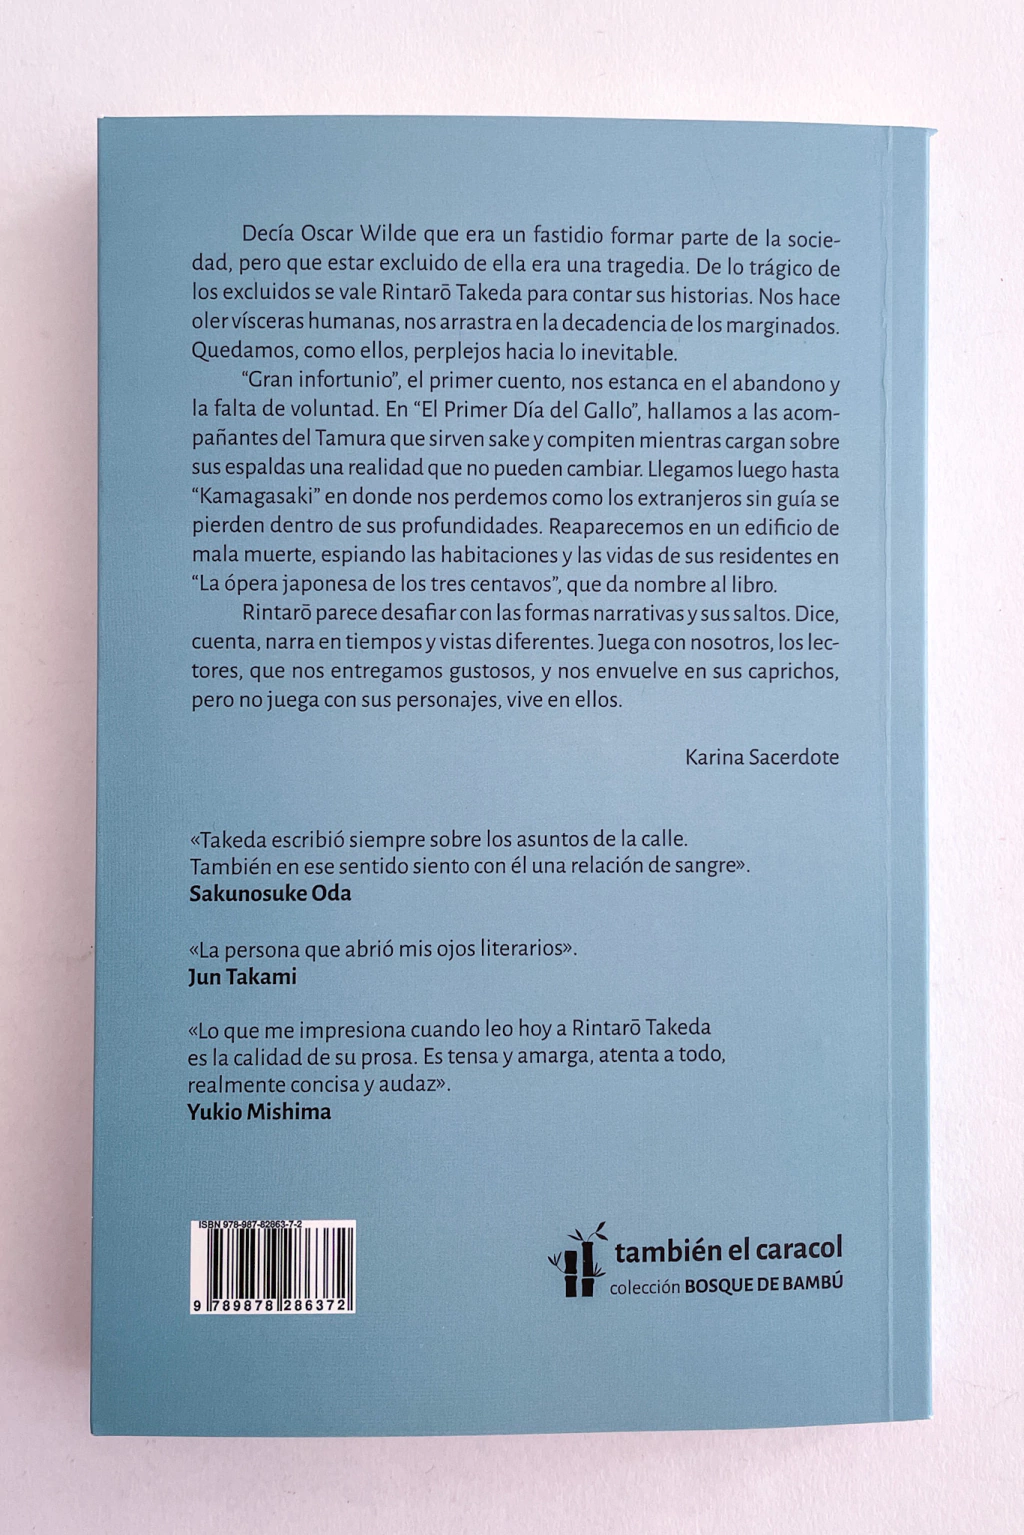 Decía Oscar Wilde que era un fastidio formar parte de la socie-
dad, pero que estar excluido de ella era una tragedia. De lo trágico de
los excluidos se vale Rintarō Takeda para contar sus historias. Nos hace
oler vísceras humanas, nos arrastra en la decadencia de los marginados.
Quedamos, como ellos, perplejos hacia lo inevitable.
“Gran infortunio”, el primer cuento, nos estanca en el abandono y
la falta de voluntad. En “El Primer Día del Gallo”, hallamos a las acom-
pañantes del Tamura que sirven sake y compiten mientras cargan sobre
sus espaldas una realidad que no pueden cambiar. Llegamos luego hasta
“Kamagasaki” en donde nos perdemos como los extranjeros sin guía se
pierden dentro de sus profundidades. Reaparecemos en un edificio de
mala muerte, espiando las habitaciones y las vidas de sus residentes en
“La ópera japonesa de los tres centavos”, que da nombre al libro.
Rintarō parece desafiar con las formas narrativas y sus saltos. Dice,
cuenta, narra en tiempos y vistas diferentes. Juega con nosotros, los lec-
tores, que nos entregamos gustosos, y nos envuelve en sus caprichos,
pero no juega con sus personajes, vive en ellos.
Karina Sacerdote
«Takeda escribió siempre sobre los asuntos de la calle.
También en ese sentido siento con él una relación de sangre».
Sakunosuke Oda
«La persona que abrió mis ojos literarios».
Jun Takami
«Lo que me impresiona cuando leo hoy a Rintarō Takeda
es la calidad de su prosa. Es tensa y amarga, atenta a todo,
realmente concisa y audaz».
Yukio Mishima
ISBN 978-987-82863-7-2
9 789878 286372
también el caracol
colección BOSQUE DE BAMBÚ